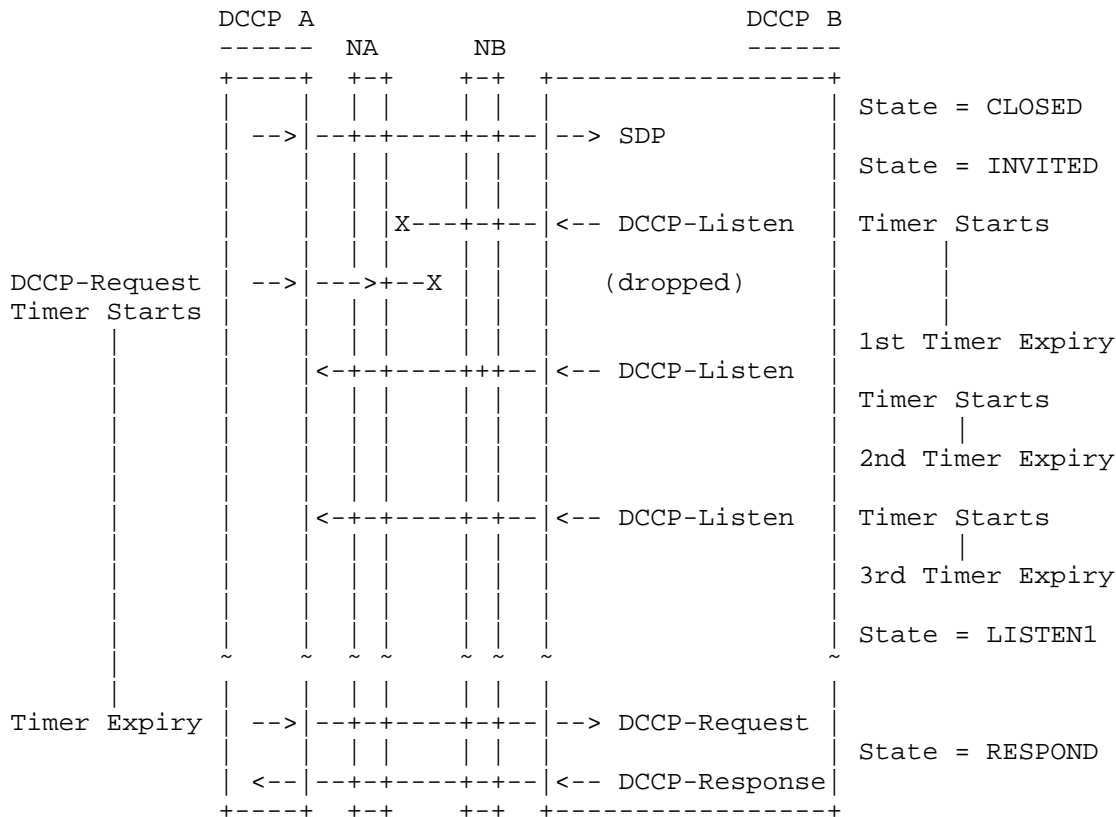 DCCP A                            DCCP B
------  NA      NB                ------
+----+  +-+    +-+  +-----------------+
|    |  | |    | |  |                 | State = CLOSED
| -->|--+-+----+-+--|--> SDP          |
|    |  | |    | |  |                 | State = INVITED
|    |  | |    | |  |                 |
|    |  | |X---+-+--|<-- DCCP-Listen  | Timer Starts
|    |  | |    | |  |                 |      |
DCCP-Request | -->|--->+--X | |  |   (dropped)     |      |
Timer Starts |    |  | |    | |  |                 |      |
|      |    |  | |    | |  |                 | 1st Timer Expiry
|      |    |<-+-+----+++--|<-- DCCP-Listen  |
|      |    |  | |    | |  |                 | Timer Starts
|      |    |  | |    | |  |                 |      |
|      |    |  | |    | |  |                 | 2nd Timer Expiry
|      |    |  | |    | |  |                 |
|      |    |<-+-+----+-+--|<-- DCCP-Listen  | Timer Starts
|      |    |  | |    | |  |                 |      |
|      |    |  | |    | |  |                 | 3rd Timer Expiry
|      |    |  | |    | |  |                 |
|      |    |  | |    | |  |                 | State = LISTEN1
|      ~    ~  ~ ~    ~ ~  ~                 ~
|      |    |  | |    | |  |                 |
Timer Expiry | -->|--+-+----+-+--|--> DCCP-Request |
|    |  | |    | |  |                 | State = RESPOND
| <--|--+-+----+-+--|<-- DCCP-Response|
+----+  +-+    +-+  +-----------------+